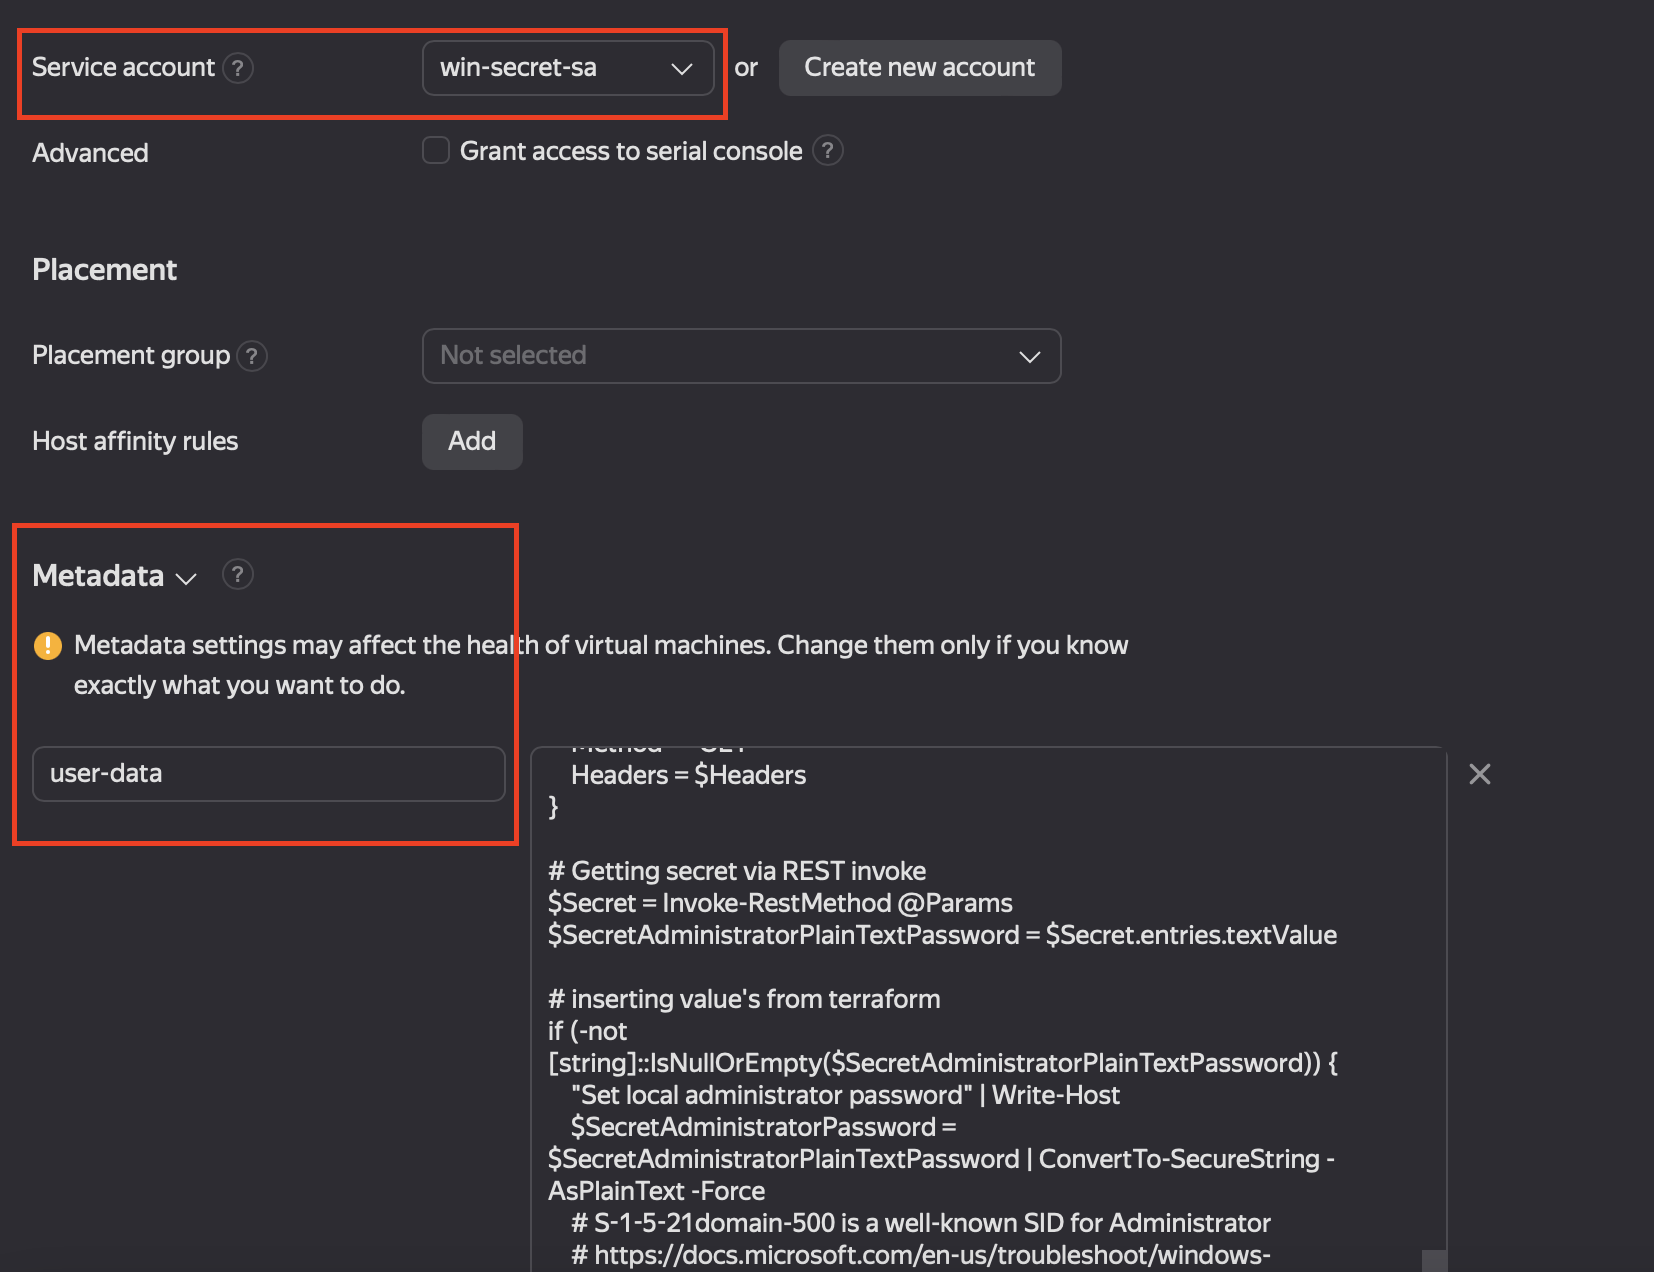 Service account ? win-secret-sa or Create new account
Advanced Grant access to serial console ?
Placement
Placement group ? Not selected
Host affinity rules Add
Metadata ?
! Metadata settings may affect the health of virtual machines. Change them only if you know
exactly what you want to do.
user-data
Headers = $Headers
}
# Getting secret via REST invoke
$Secret = Invoke-RestMethod @Params
$SecretAdministratorPlainTextPassword = $Secret.entries.textValue
# inserting value's from terraform
if (-not
[string]::IsNullOrEmpty($SecretAdministratorPlainTextPassword)) {
"Set local administrator password" | Write-Host
$SecretAdministratorPassword =
$SecretAdministratorPlainTextPassword | ConvertTo-SecureString -
AsPlainText -Force
# S-1-5-21domain-500 is a well-known SID for Administrator
# https://docs.microsoft.com/en-us/troubleshoot/windows-